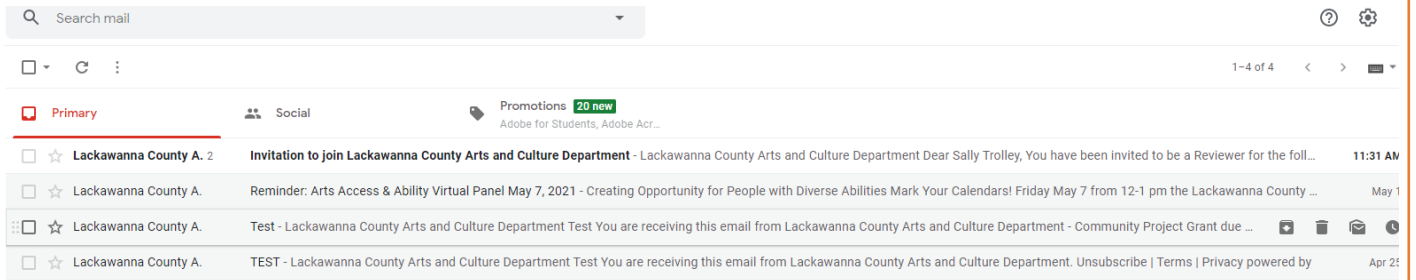 Search mail
1–4 of 4
Primary
Social
Promotions 20 new
Adobe for Students, Adobe Acr...
Lackawanna County A. 2 Invitation to join Lackawanna County Arts and Culture Department - Lackawanna County Arts and Culture Department Dear Sally Trolley, You have been invited to be a Reviewer for the foll... 11:31 AM
Lackawanna County A. Reminder: Arts Access & Ability Virtual Panel May 7, 2021 - Creating Opportunity for People with Diverse Abilities Mark Your Calendars! Friday May 7 from 12-1 pm the Lackawanna County ... May 1
Lackawanna County A. Test - Lackawanna County Arts and Culture Department Test You are receiving this email from Lackawanna County Arts and Culture Department - Community Project Grant due ...
Lackawanna County A. TEST - Lackawanna County Arts and Culture Department Test You are receiving this email from Lackawanna County Arts and Culture Department. Unsubscribe | Terms | Privacy powered by Apr 25